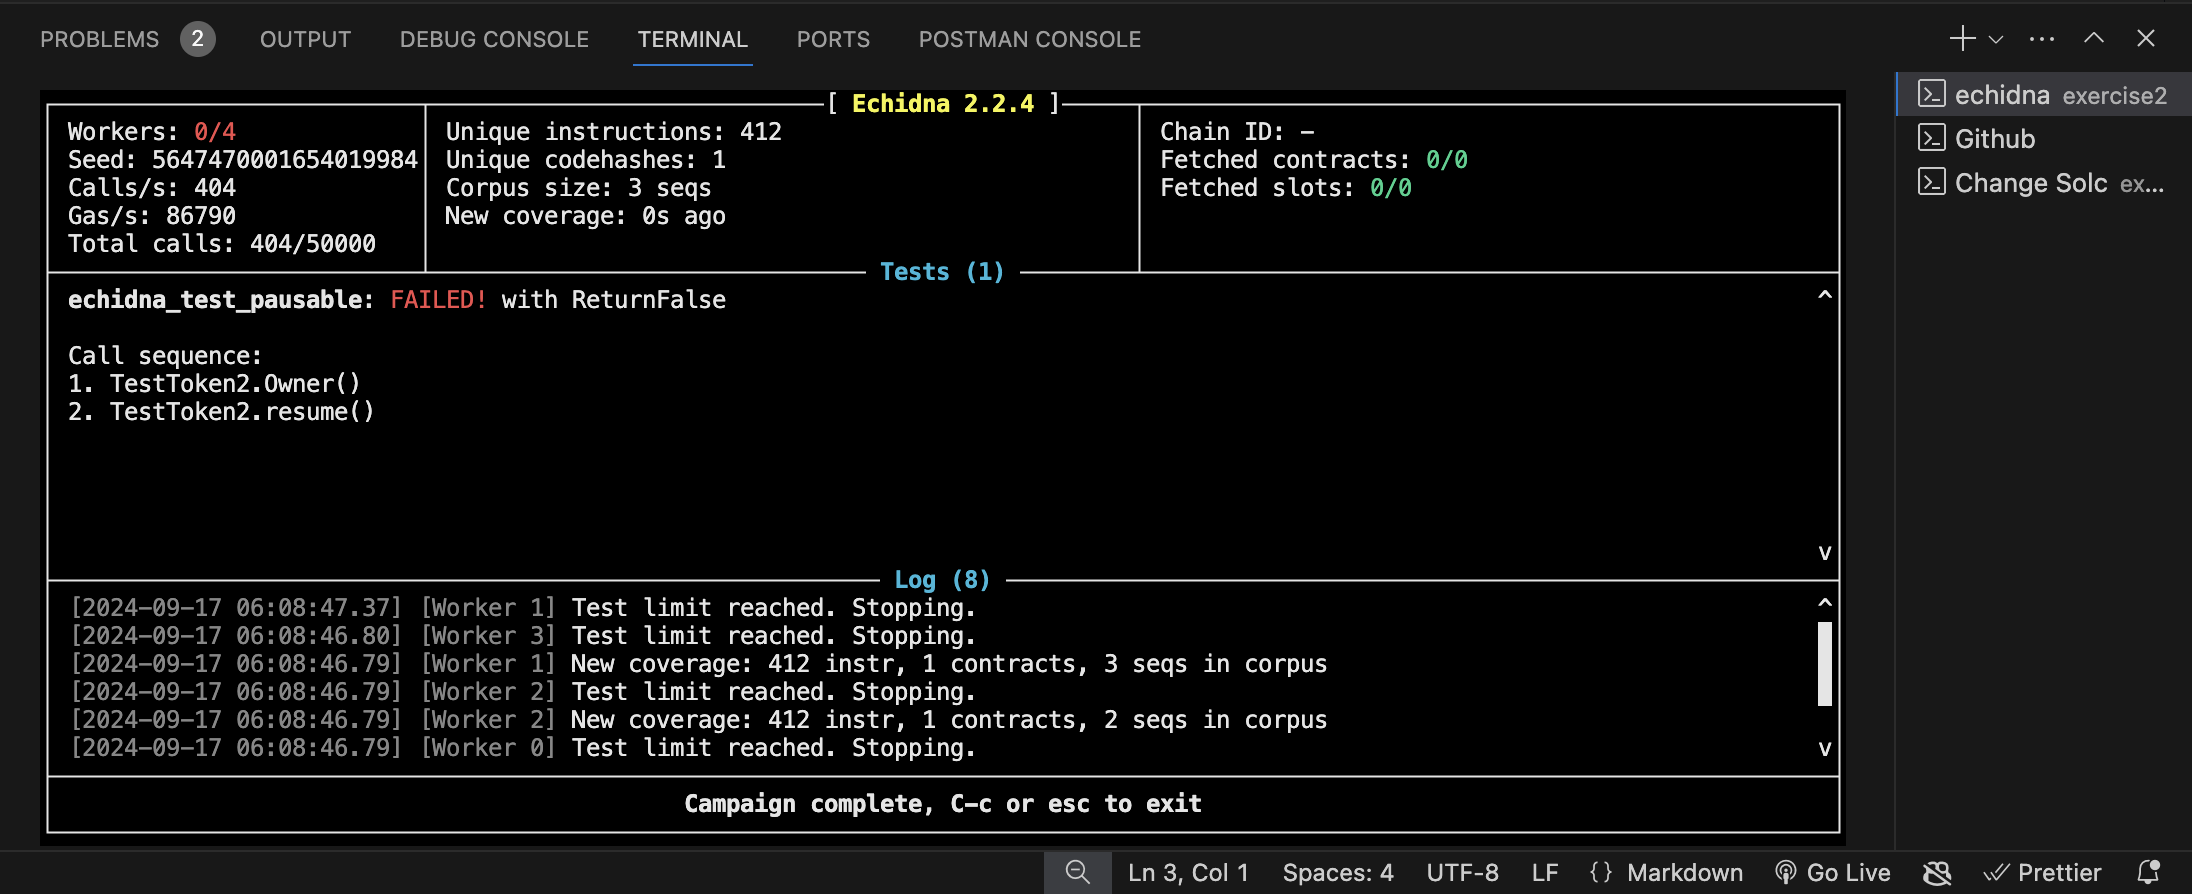 PROBLEMS 2 OUTPUT DEBUG CONSOLE TERMINAL PORTS POSTMAN CONSOLE
[ Echidna 2.2.4 ]
Workers: 0/4
Seed: 5647470001654019984
Calls/s: 404
Gas/s: 86790
Total calls: 404/50000
Unique instructions: 412
Unique codehashes: 1
Corpus size: 3 seqs
New coverage: 0s ago
Chain ID: -
Fetched contracts: 0/0
Fetched slots: 0/0
Tests (1)
echidna_test_pausable: FAILED! with ReturnFalse
Call sequence:
1. TestToken2.Owner()
2. TestToken2.resume()
Log (8)
[2024-09-17 06:08:47.37] [Worker 1] Test limit reached. Stopping.
[2024-09-17 06:08:46.80] [Worker 3] Test limit reached. Stopping.
[2024-09-17 06:08:46.79] [Worker 1] New coverage: 412 instr, 1 contracts, 3 seqs in corpus
[2024-09-17 06:08:46.79] [Worker 2] Test limit reached. Stopping.
[2024-09-17 06:08:46.79] [Worker 2] New coverage: 412 instr, 1 contracts, 2 seqs in corpus
[2024-09-17 06:08:46.79] [Worker 0] Test limit reached. Stopping.
Campaign complete, C-c or esc to exit
echidna exercise2
Github
Change Solc ex...
Ln 3, Col 1 Spaces: 4 UTF-8 LF {} Markdown Go Live Prettier